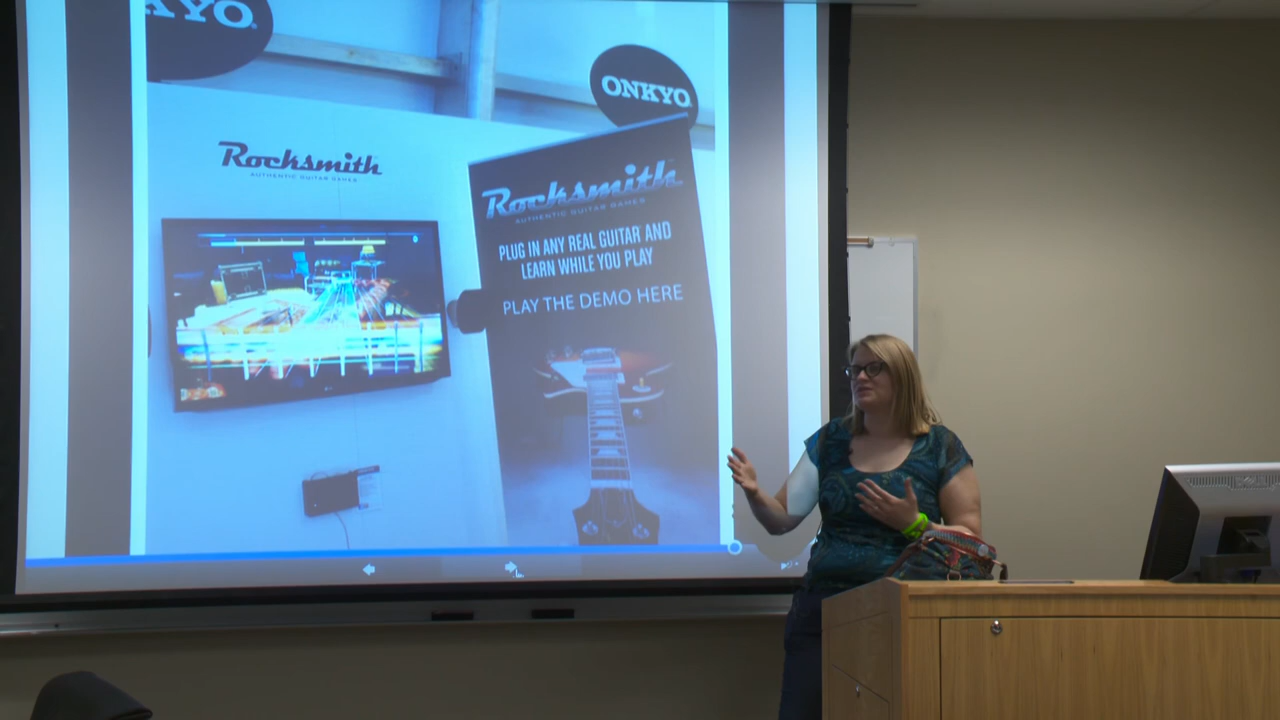 KYO
ONKYO
Rocksmith
AUTHENTIC GUITAR GAMES
Rocksmith
AUTHENTIC GUITAR GAMES
PLUG IN ANY REAL GUITAR AND
LEARN WHILE YOU PLAY
PLAY THE DEMO HERE